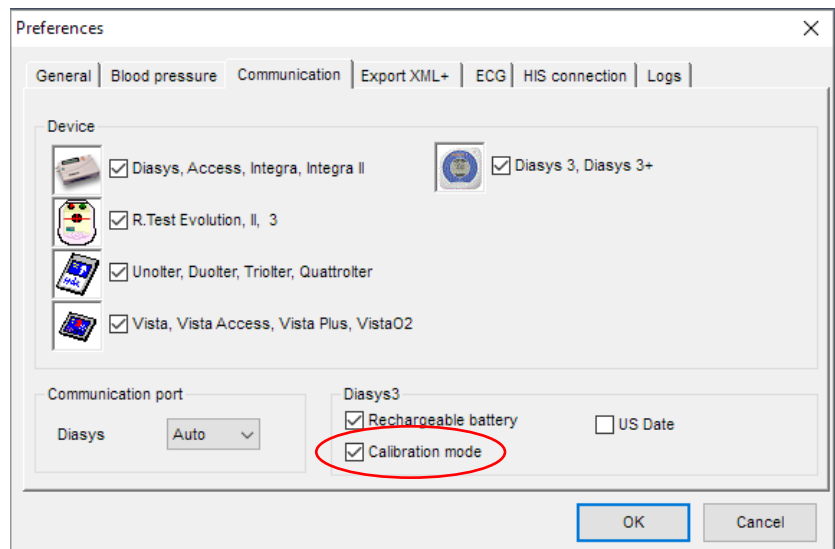 Preferences
General Blood pressure Communication Export XML+ ECG HIS connection Logs
Device
Diasys, Access, Integra, Integra II
Diasys 3, Diasys 3+
R.Test Evolution, II, 3
Unolter, Duolter, Triolter, Quattrolter
Vista, Vista Access, Vista Plus, VistaO2
Communication port
Diasys Auto
Diasys3
Rechargeable battery US Date
Calibration mode
OK Cancel